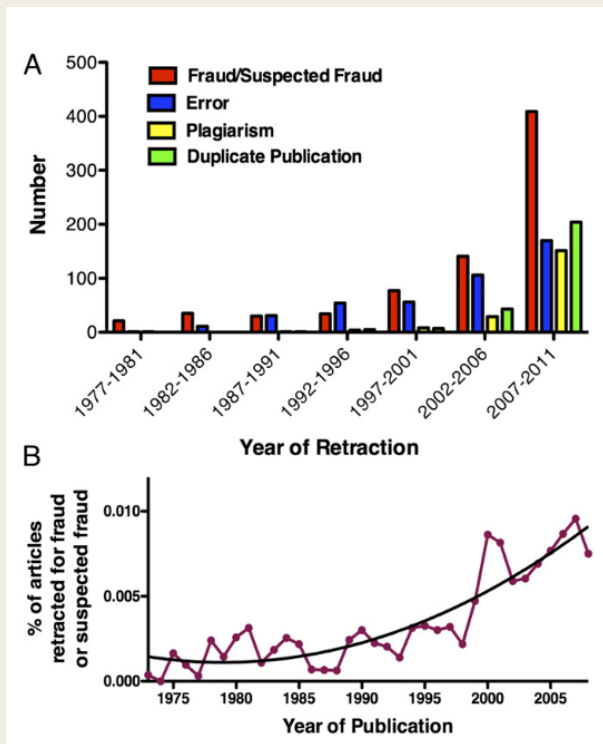 A
500
400
300
200
100
0
Number
Fraud/Suspected Fraud
Error
Plagiarism
Duplicate Publication
1977-1981
1982-1986
1987-1991
1992-1996
1997-2001
2002-2006
2007-2011
Year of Retraction
B
% of articles
retracted for fraud
or suspected fraud
0.010
0.005
0.000
1975
1980
1985
1990
1995
2000
2005
Year of Publication